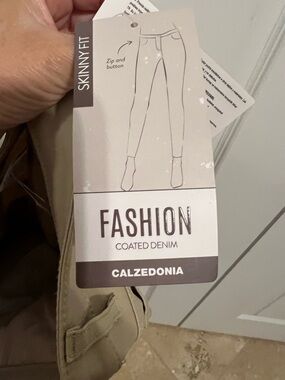 SKINNY FIT
Zip and
button
FASHION
COATED DENIM
CALZEDONIA